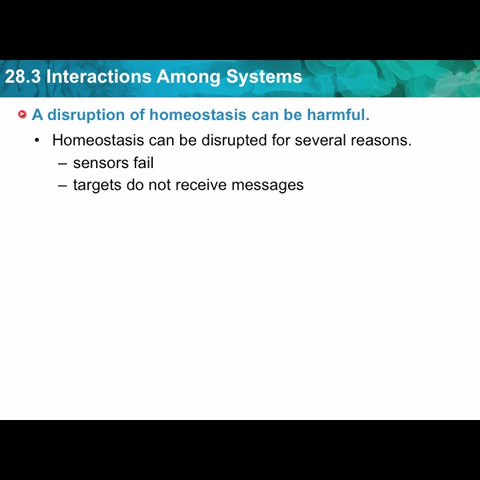 28.3 Interactions Among Systems
A disruption of homeostasis can be harmful.
• Homeostasis can be disrupted for several reasons.
– sensors fail
– targets do not receive messages